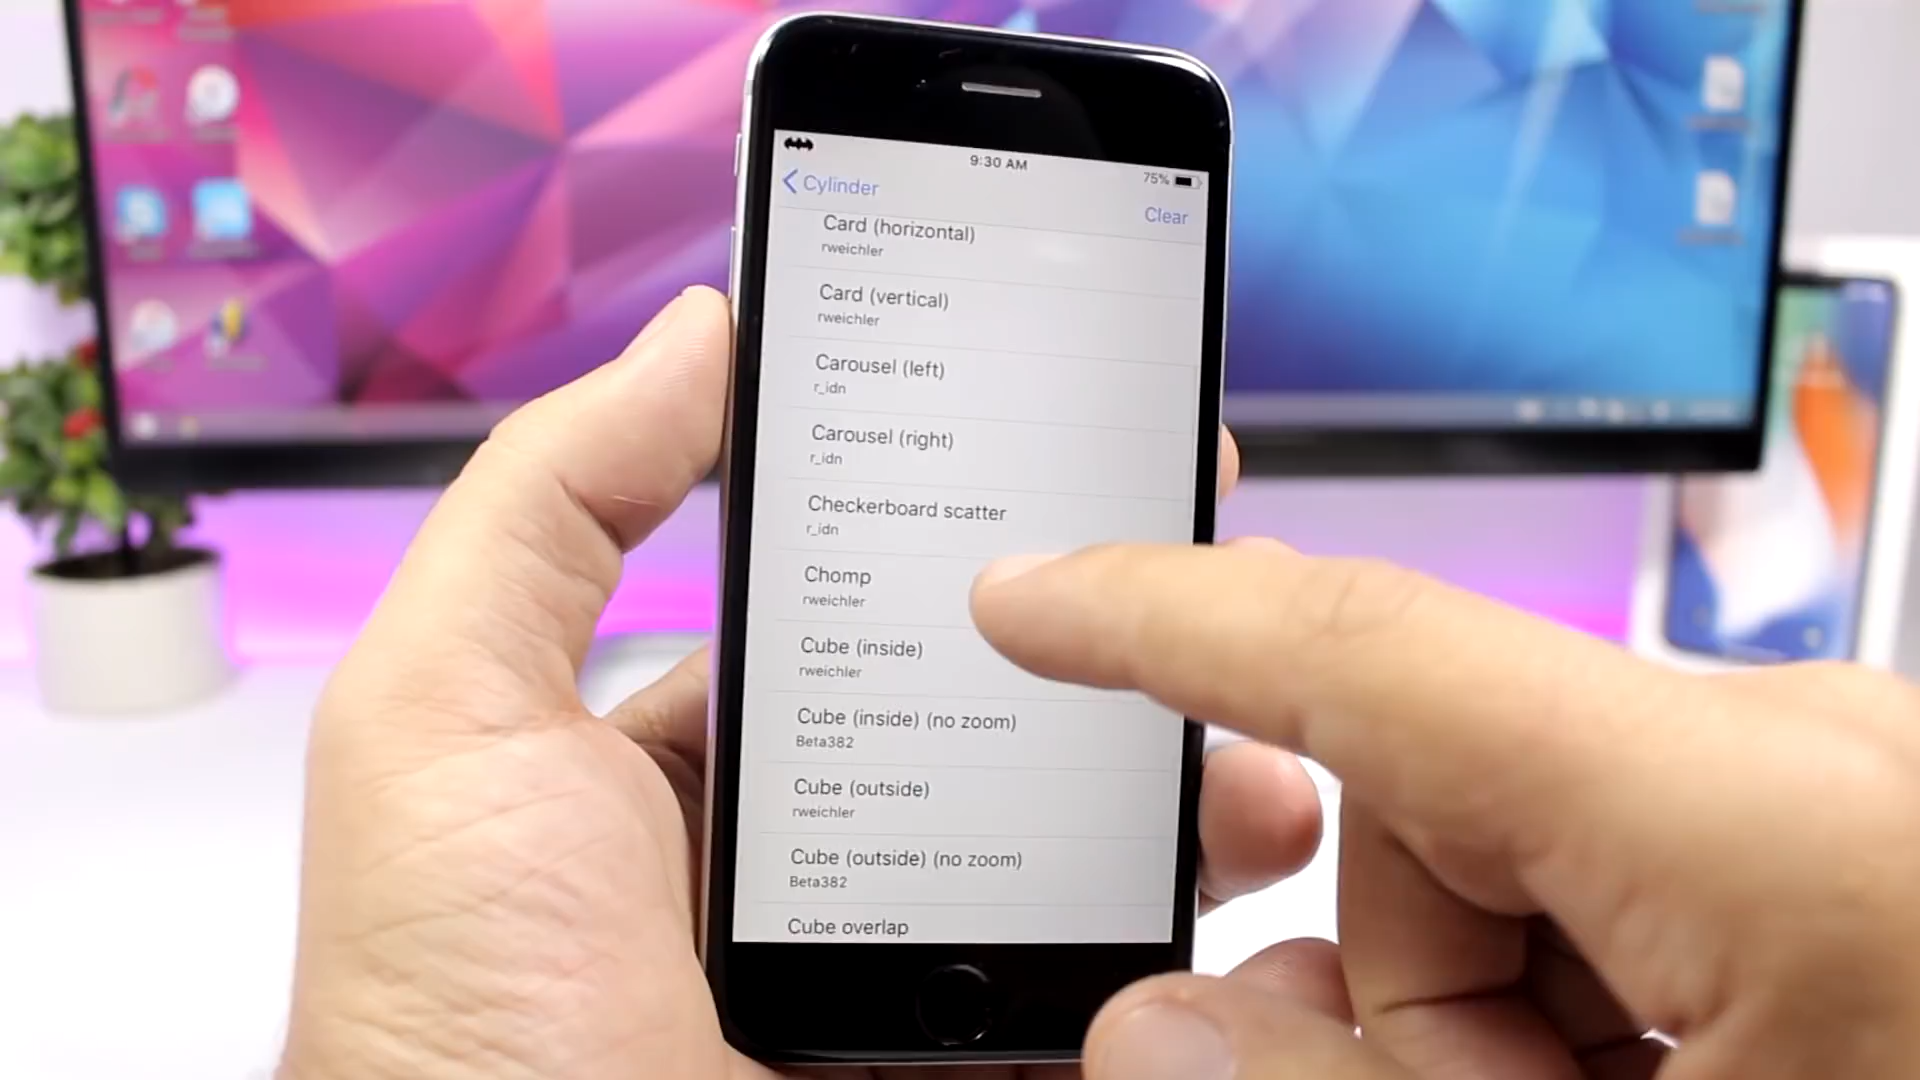 9:30 AM
75%
Cylinder
Clear
Card (horizontal)
rweichler
Card (vertical)
rweichler
Carousel (left)
r_idn
Carousel (right)
r_idn
Checkerboard scatter
r_idn
Chomp
rweichler
Cube (inside)
rweichler
Cube (inside) (no zoom)
Beta382
Cube (outside)
rweichler
Cube (outside) (no zoom)
Beta382
Cube overlap